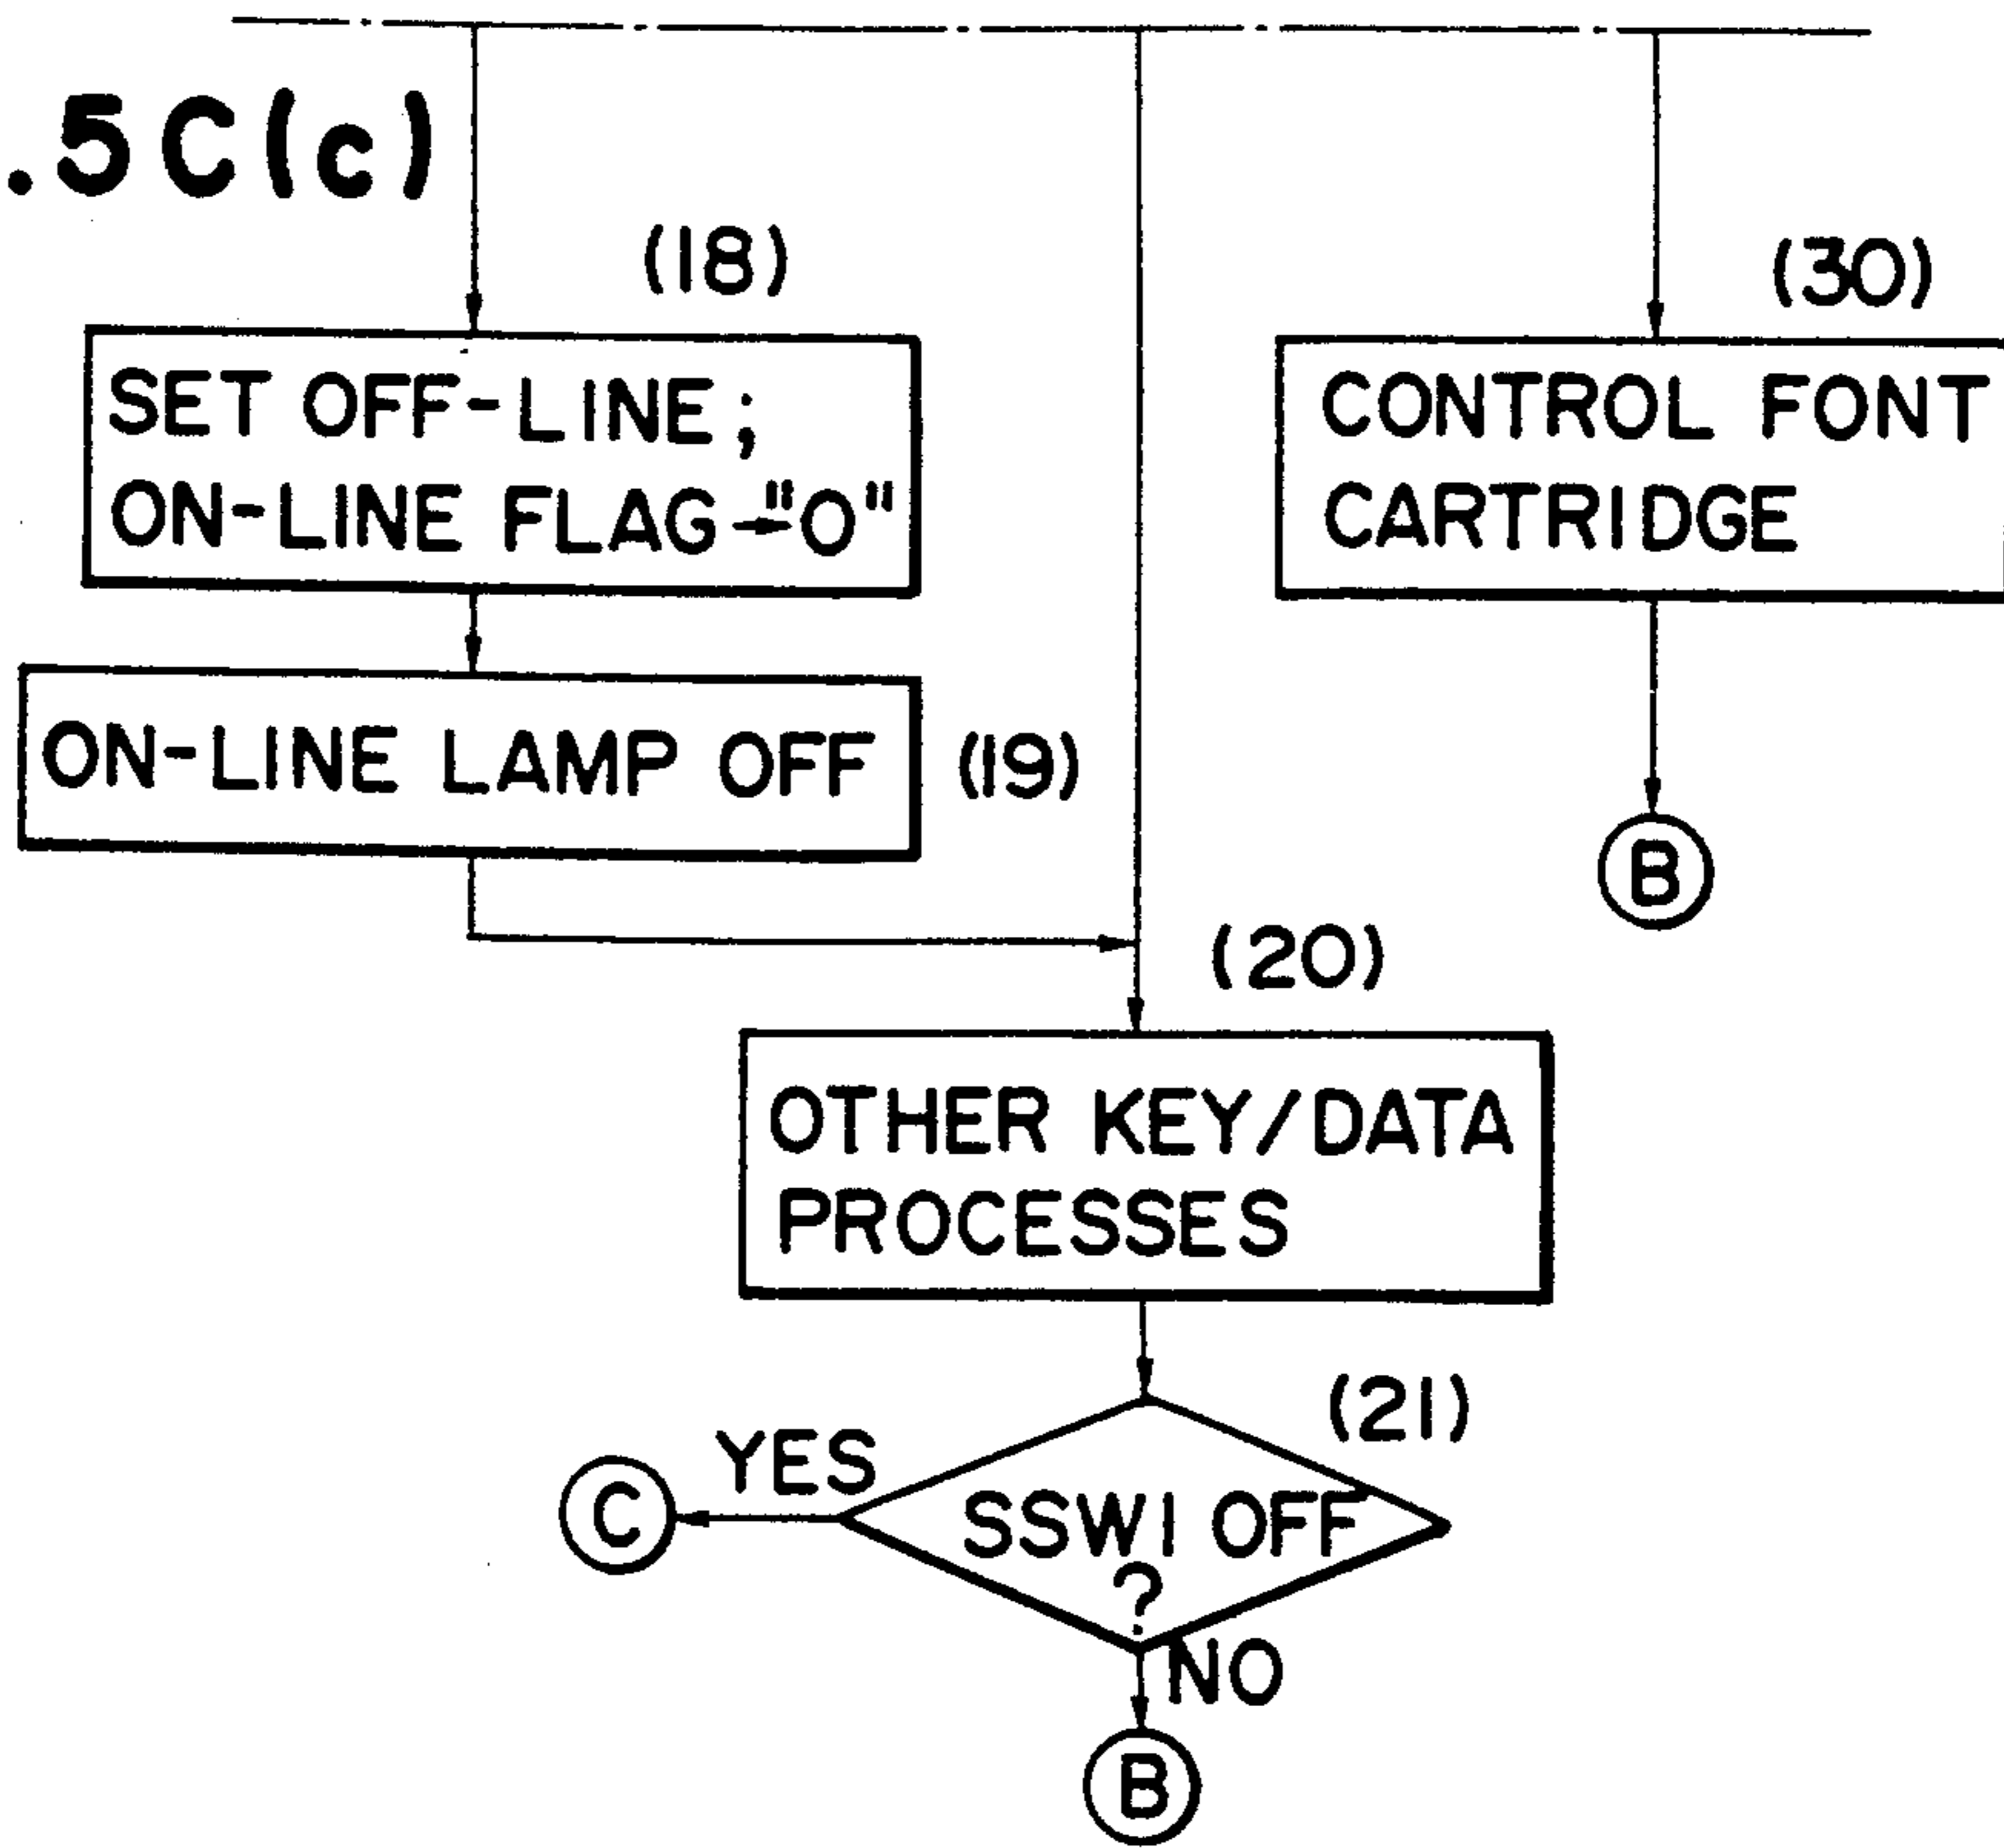 .5C(c)
(18)
(30)
SET OFF-LINE;
ON-LINE FLAG→"0"
CONTROL FONT
CARTRIDGE
ON-LINE LAMP OFF
(19)
B
(20)
OTHER KEY/DATA
PROCESSES
(21)
YES
C
SSW1 OFF
?
NO
B